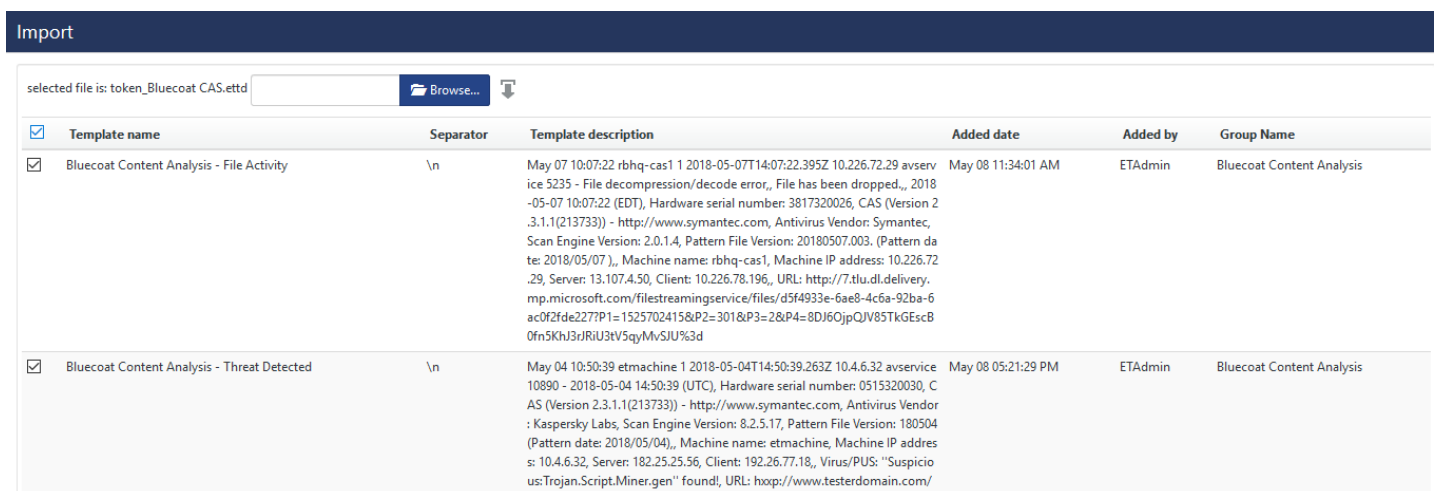 Import
selected file is: token_Bluecoat CAS.ettd Browse...
Template name Separator Template description Added date Added by Group Name
Bluecoat Content Analysis - File Activity \n May 07 10:07:22 rbhq-cas1 1 2018-05-07T14:07:22.395Z 10.226.72.29 avserv May 08 11:34:01 AM ETAdmin Bluecoat Content Analysis
ice 5235 - File decompression/decode error,, File has been dropped.,, 2018
-05-07 10:07:22 (EDT), Hardware serial number: 3817320026, CAS (Version 2
.3.1.1(213733)) - http://www.symantec.com, Antivirus Vendor: Symantec,
Scan Engine Version: 2.0.1.4, Pattern File Version: 20180507.003. (Pattern da
te: 2018/05/07 ),, Machine name: rbhq-cas1, Machine IP address: 10.226.72
.29, Server: 13.107.4.50, Client: 10.226.78.196,, URL: http://7.tlu.dl.delivery.
mp.microsoft.com/filestreamingservice/files/d5f4933e-6ae8-4c6a-92ba-6
ac0f2fde227?P1=1525702415&P2=301&P3=2&P4=8DJ6OjpQJV85TkGEscB
0fn5KhJ3rJRiU3tV5qyMvSJU%3d
Bluecoat Content Analysis - Threat Detected \n May 04 10:50:39 etmachine 1 2018-05-04T14:50:39.263Z 10.4.6.32 avservice May 08 05:21:29 PM ETAdmin Bluecoat Content Analysis
10890 - 2018-05-04 14:50:39 (UTC), Hardware serial number: 0515320030, C
AS (Version 2.3.1.1(213733)) - http://www.symantec.com, Antivirus Vendor
: Kaspersky Labs, Scan Engine Version: 8.2.5.17, Pattern File Version: 180504
(Pattern date: 2018/05/04),, Machine name: etmachine, Machine IP addres
s: 10.4.6.32, Server: 182.25.25.56, Client: 192.26.77.18,, Virus/PUS: "Suspicio
us:Trojan.Script.Miner.gen" found!, URL: hxxp://www.testerdomain.com/